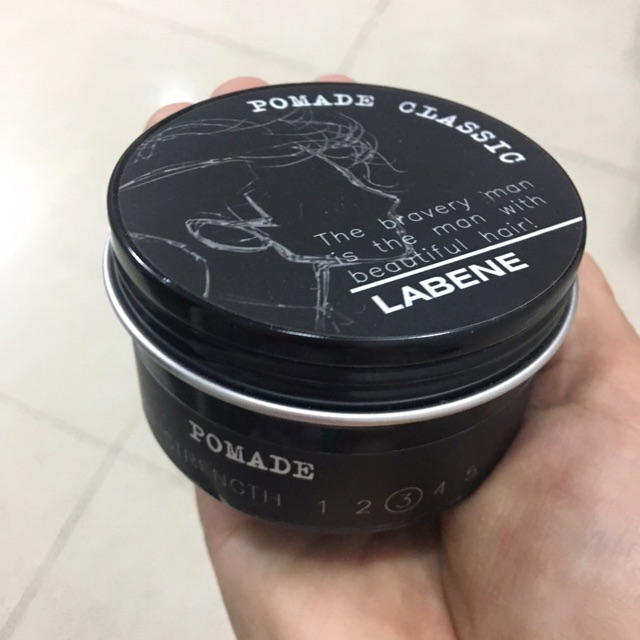 POMADE CLASSIC
The bravery man
is the man with
beautiful hair!
LABENE
POMADE
STRENGTH 1 2 3 4 5